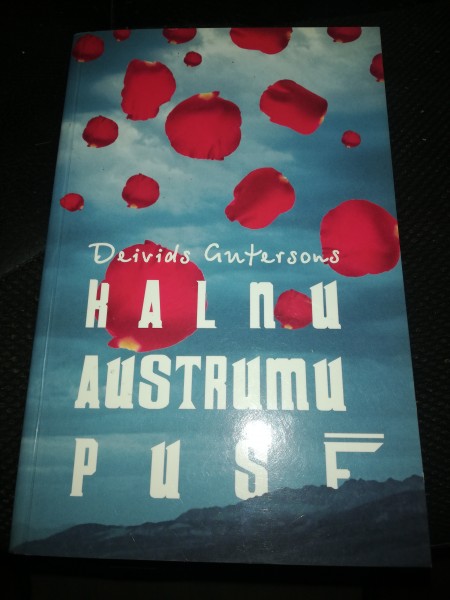 Deivids Gutersons
KALNU
AUSTRUMU
PUSĒ